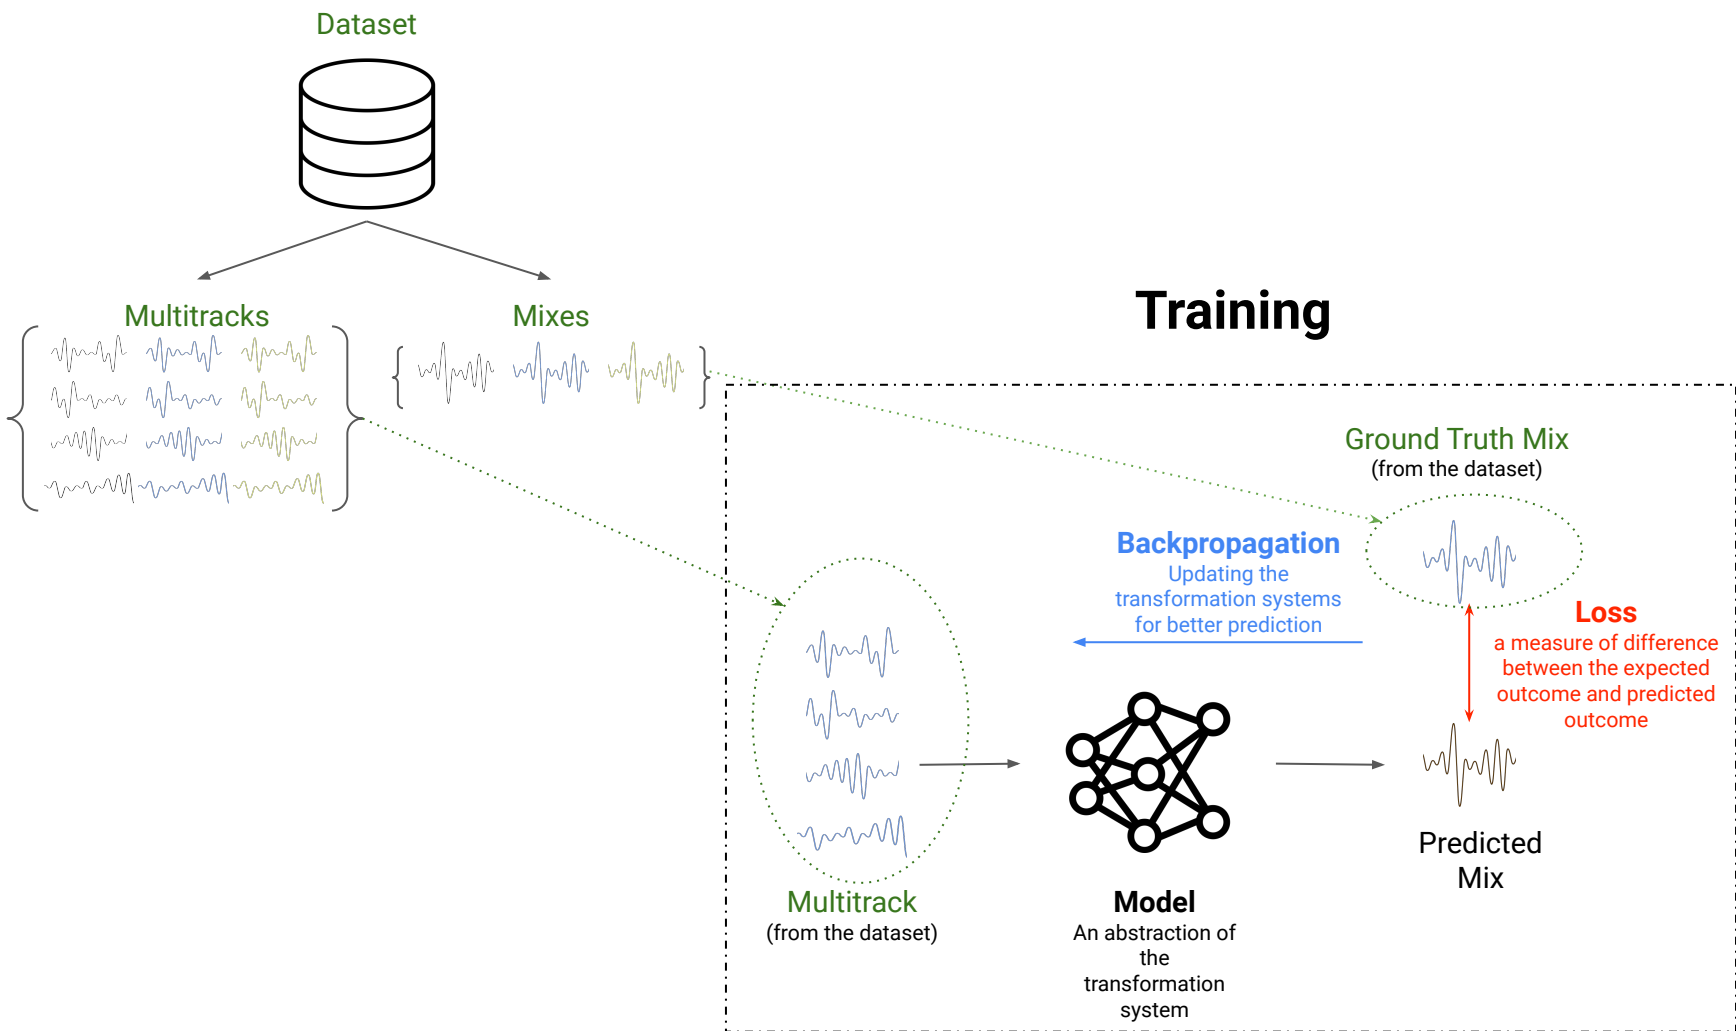 Dataset
Multitracks
Mixes
Training
Ground Truth Mix
(from the dataset)
Backpropagation
Updating the
transformation systems
for better prediction
Loss
a measure of difference
between the expected
outcome and predicted
outcome
Predicted
Mix
Multitrack
(from the dataset)
Model
An abstraction of
the
transformation
system